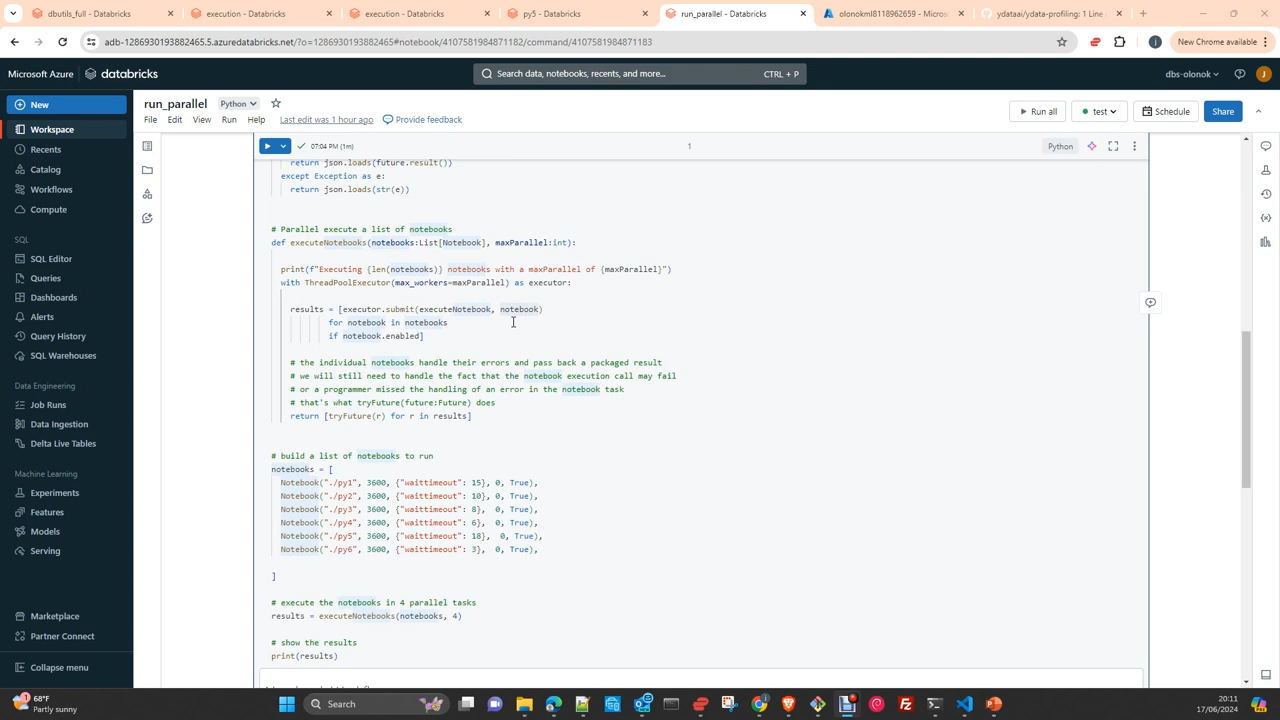 dbutils_full - Databricks
execution - Databricks
execution - Databricks
py5 - Databricks
run_parallel - Databricks
olonokml8118962659 - Micros
ydataai/ydata-profiling: 1 Line
adb-1286930193882465.5.azuredatabricks.net/?o=1286930193882465#notebook/4107581984871182/command/4107581984871183
New Chrome available
Microsoft Azure
databricks
Search data, notebooks, recents, and more...
CTRL + P
dbs-olonok
J
New
Workspace
Recents
Catalog
Workflows
Compute
SQL
SQL Editor
Queries
Dashboards
Alerts
Query History
SQL Warehouses
Data Engineering
Job Runs
Data Ingestion
Delta Live Tables
Machine Learning
Experiments
Features
Models
Serving
Marketplace
Partner Connect
Collapse menu
run_parallel
Python
File Edit View Run Help Last edit was 1 hour ago Provide feedback
Run all
test
Schedule
Share
07:04 PM (1m)
1
Python
return json.loads(future.result())
except Exception as e:
return json.loads(str(e))
# Parallel execute a list of notebooks
def executeNotebooks(notebooks:List[Notebook], maxParallel:int):
print(f"Executing {len(notebooks)} notebooks with a maxParallel of {maxParallel}")
with ThreadPoolExecutor(max_workers=maxParallel) as executor:
results = [executor.submit(executeNotebook, notebook)
for notebook in notebooks
if notebook.enabled]
# the individual notebooks handle their errors and pass back a packaged result
# we will still need to handle the fact that the notebook execution call may fail
# or a programmer missed the handling of an error in the notebook task
# that's what tryFuture(future:Future) does
return [tryFuture(r) for r in results]
# build a list of notebooks to run
notebooks = [
Notebook("./py1", 3600, {"waittimeout": 15}, 0, True),
Notebook("./py2", 3600, {"waittimeout": 10}, 0, True),
Notebook("./py3", 3600, {"waittimeout": 8}, 0, True),
Notebook("./py4", 3600, {"waittimeout": 6}, 0, True),
Notebook("./py5", 3600, {"waittimeout": 18}, 0, True),
Notebook("./py6", 3600, {"waittimeout": 3}, 0, True),
]
# execute the notebooks in 4 parallel tasks
results = executeNotebooks(notebooks, 4)
# show the results
print(results)
68°F
Partly sunny
Search
20:11
17/06/2024